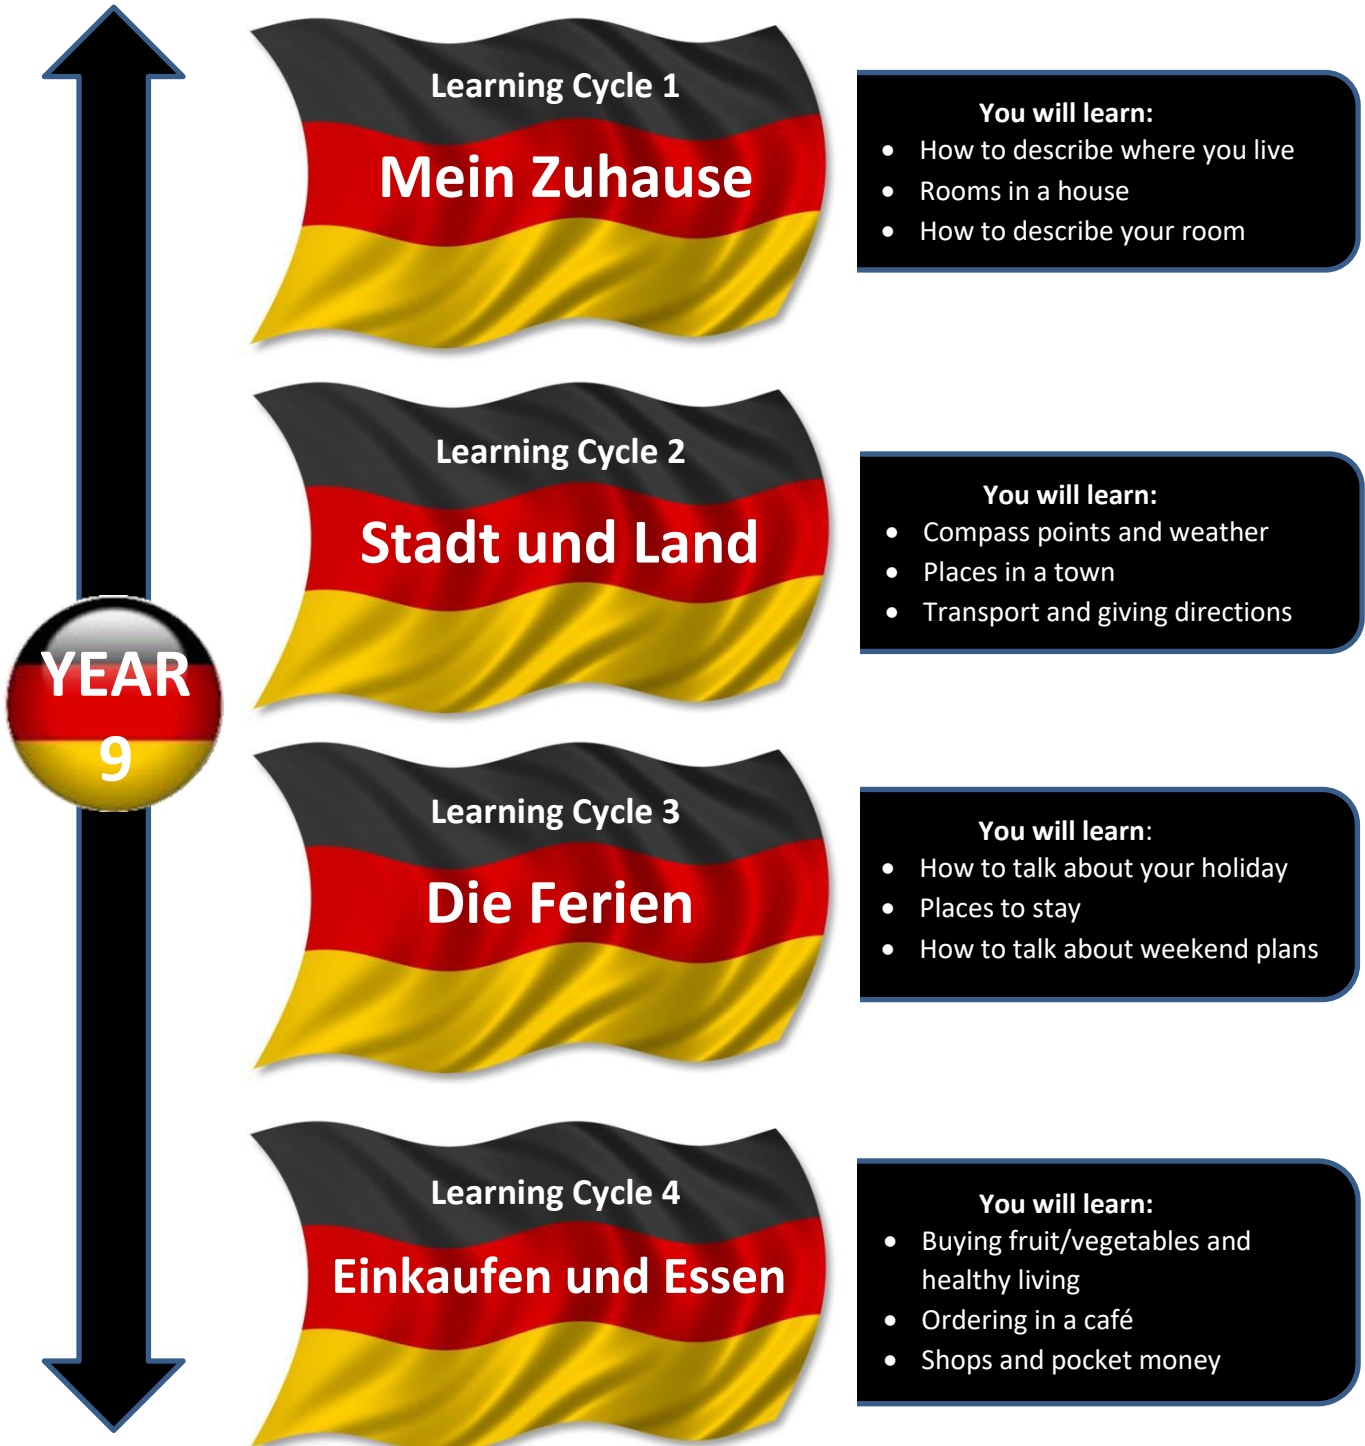 Learning Cycle 1
Mein Zuhause
You will learn:
• How to describe where you live
• Rooms in a house
• How to describe your room
Learning Cycle 2
Stadt und Land
You will learn:
• Compass points and weather
• Places in a town
• Transport and giving directions
YEAR
9
Learning Cycle 3
Die Ferien
You will learn:
• How to talk about your holiday
• Places to stay
• How to talk about weekend plans
Learning Cycle 4
Einkaufen und Essen
You will learn:
• Buying fruit/vegetables and
healthy living
• Ordering in a café
• Shops and pocket money